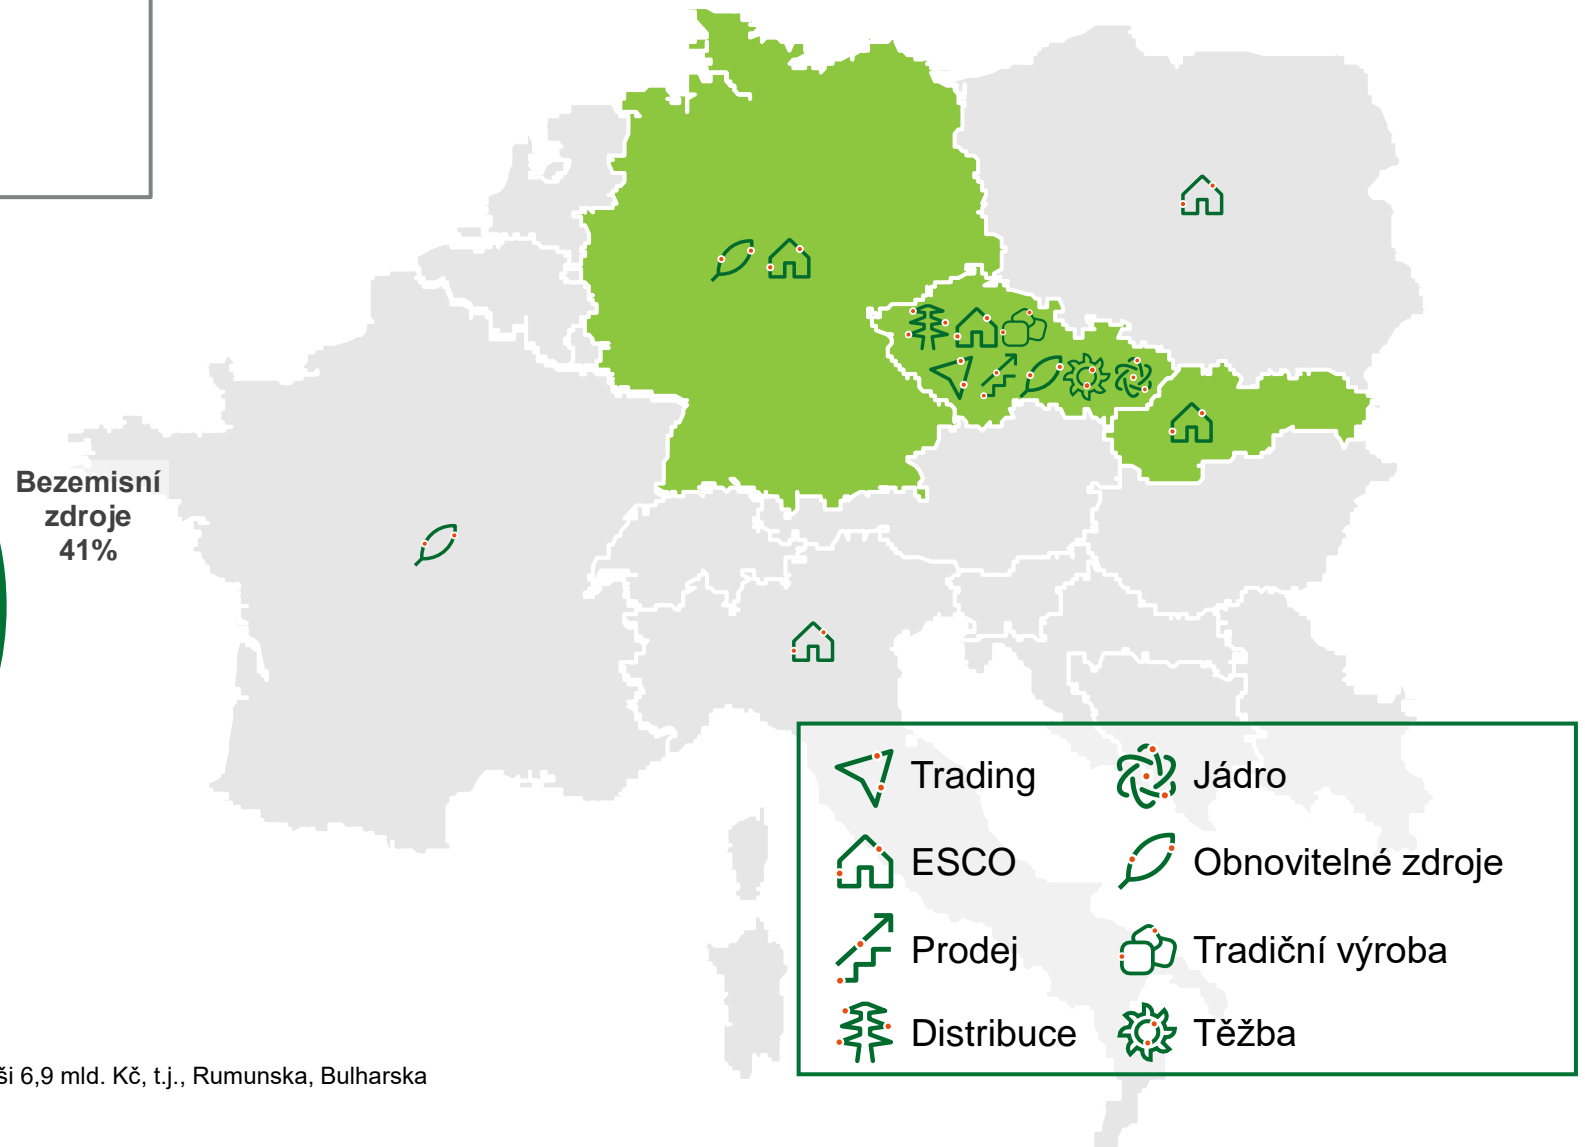 Bezemisní
zdroje
41%
Trading
Jádro
ESCO
Obnovitelné zdroje
Prodej
Tradiční výroba
Distribuce
Těžba
6,9 mld. Kč, t.j., Rumunska, Bulharska